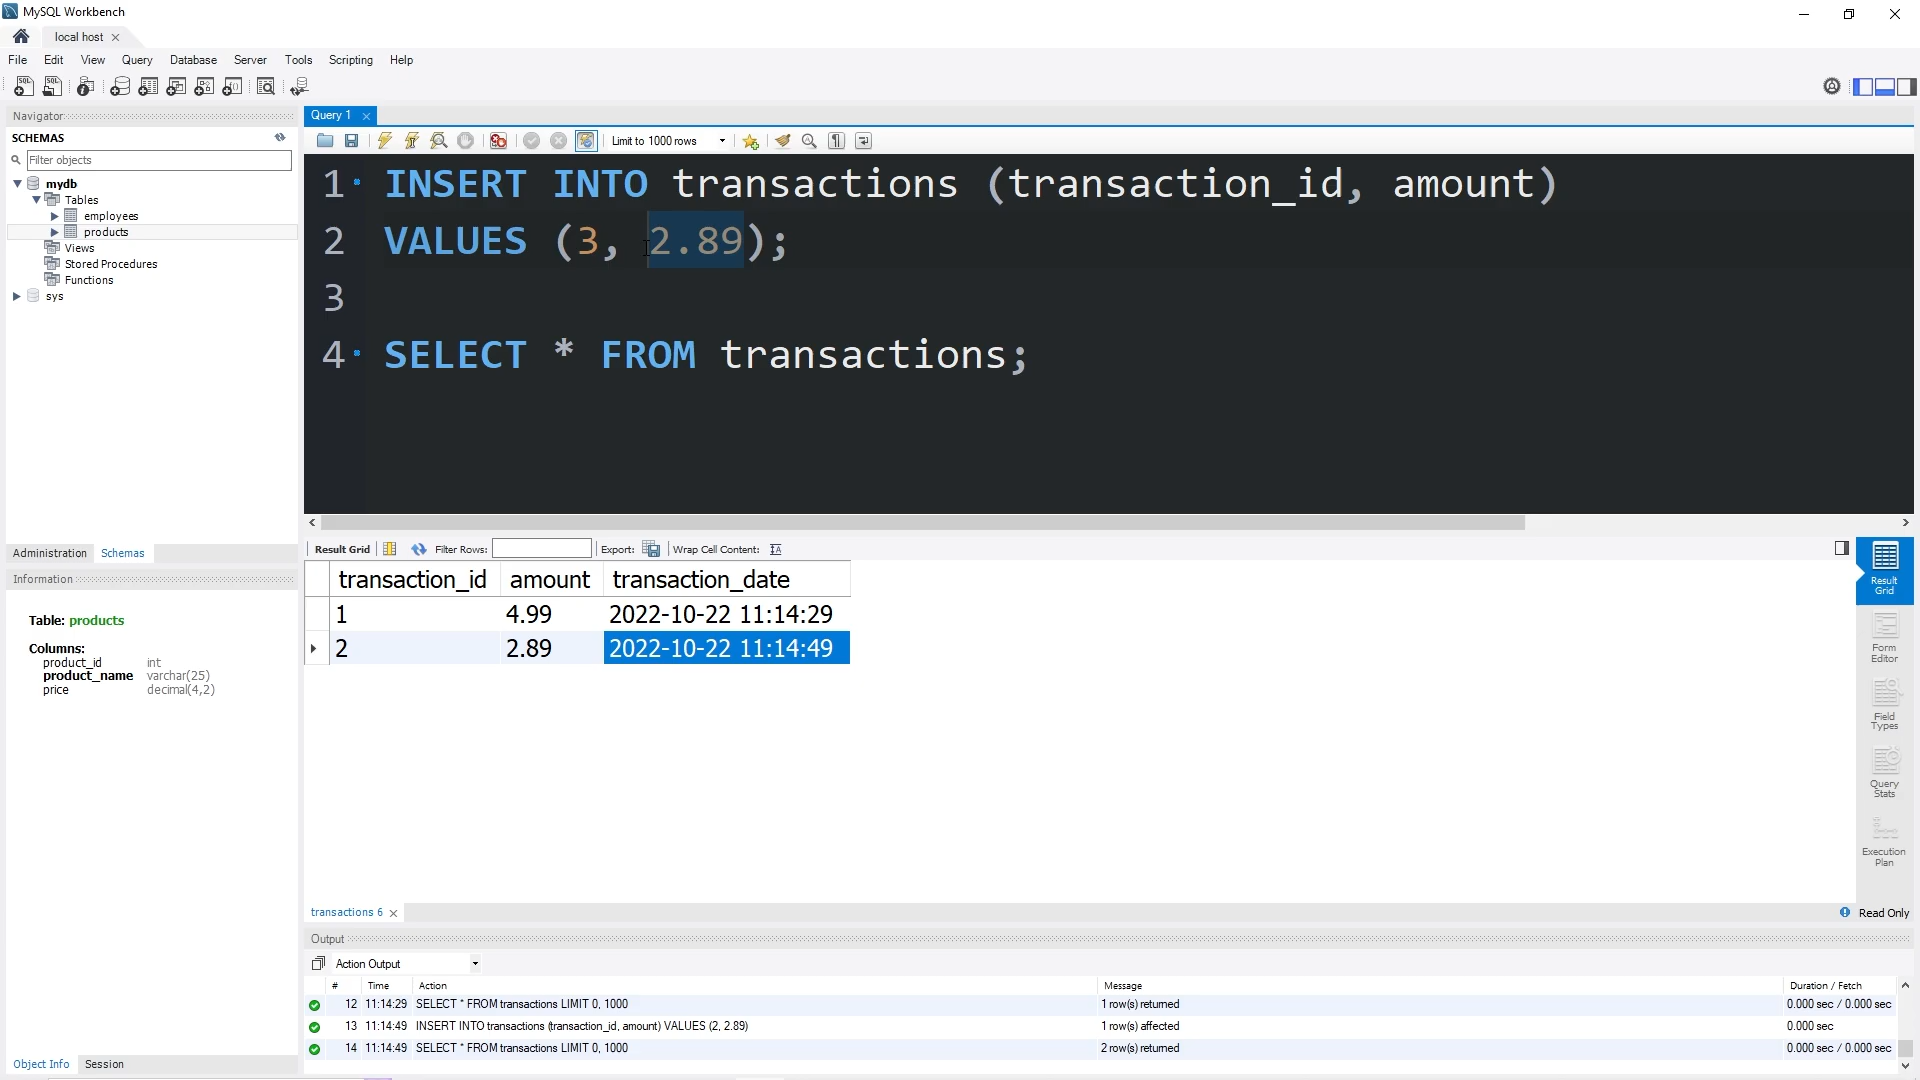 MySQL Workbench
local host
File Edit View Query Database Server Tools Scripting Help
Navigator
SCHEMAS
Filter objects
mydb
Tables
employees
products
Views
Stored Procedures
Functions
sys
Administration Schemas
Information
Table: products
Columns:
product_id int
product_name varchar(25)
price decimal(4,2)
Object Info Session
Query 1
Limit to 1000 rows
1 INSERT INTO transactions (transaction_id, amount)
2 VALUES (3, 2.89);
3
4 SELECT * FROM transactions;
Result Grid Filter Rows: Export: Wrap Cell Content:
transaction_id amount transaction_date
1 4.99 2022-10-22 11:14:29
2 2.89 2022-10-22 11:14:49
Result
Grid
Form
Editor
Field
Types
Query
Stats
Execution
Plan
transactions 6
Read Only
Output
Action Output
# Time Action Message Duration / Fetch
12 11:14:29 SELECT * FROM transactions LIMIT 0, 1000 1 row(s) returned 0.000 sec / 0.000 sec
13 11:14:49 INSERT INTO transactions (transaction_id, amount) VALUES (2, 2.89) 1 row(s) affected 0.000 sec
14 11:14:49 SELECT * FROM transactions LIMIT 0, 1000 2 row(s) returned 0.000 sec / 0.000 sec